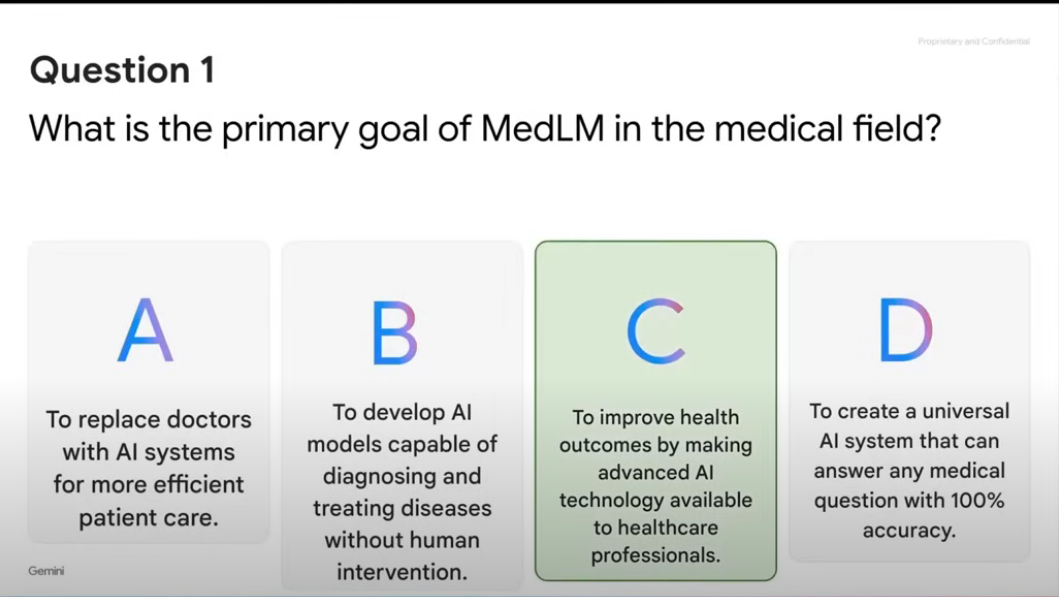 Proprietary and Confidential
Question 1
What is the primary goal of MedLM in the medical field?
A
To replace doctors
with AI systems
for more efficient
patient care.
B
To develop AI
models capable of
diagnosing and
treating diseases
without human
intervention.
C
To improve health
outcomes by making
advanced AI
technology available
to healthcare
professionals.
D
To create a universal
AI system that can
answer any medical
question with 100%
accuracy.
Gemini